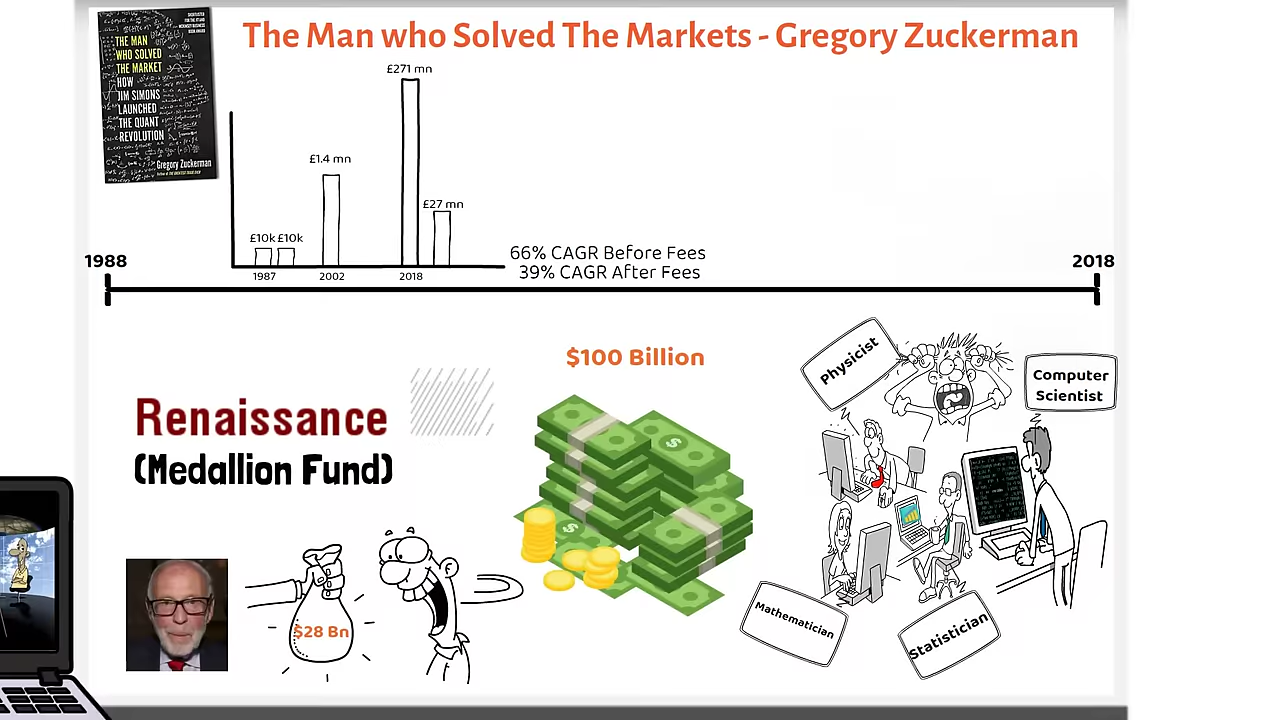 The Man who Solved The Markets - Gregory Zuckerman
THE MAN
WHO SOLVED
THE MARKET
HOW
JIM SIMONS
LAUNCHED
THE QUANT
REVOLUTION
Gregory Zuckerman
£271 mn
£1.4 mn
£27 mn
£10k £10k
1987 2002 2018
66% CAGR Before Fees
39% CAGR After Fees
1988
2018
$100 Billion
Renaissance
(Medallion Fund)
$28 Bn
Physicist
Computer
Scientist
Mathematician
Statistician